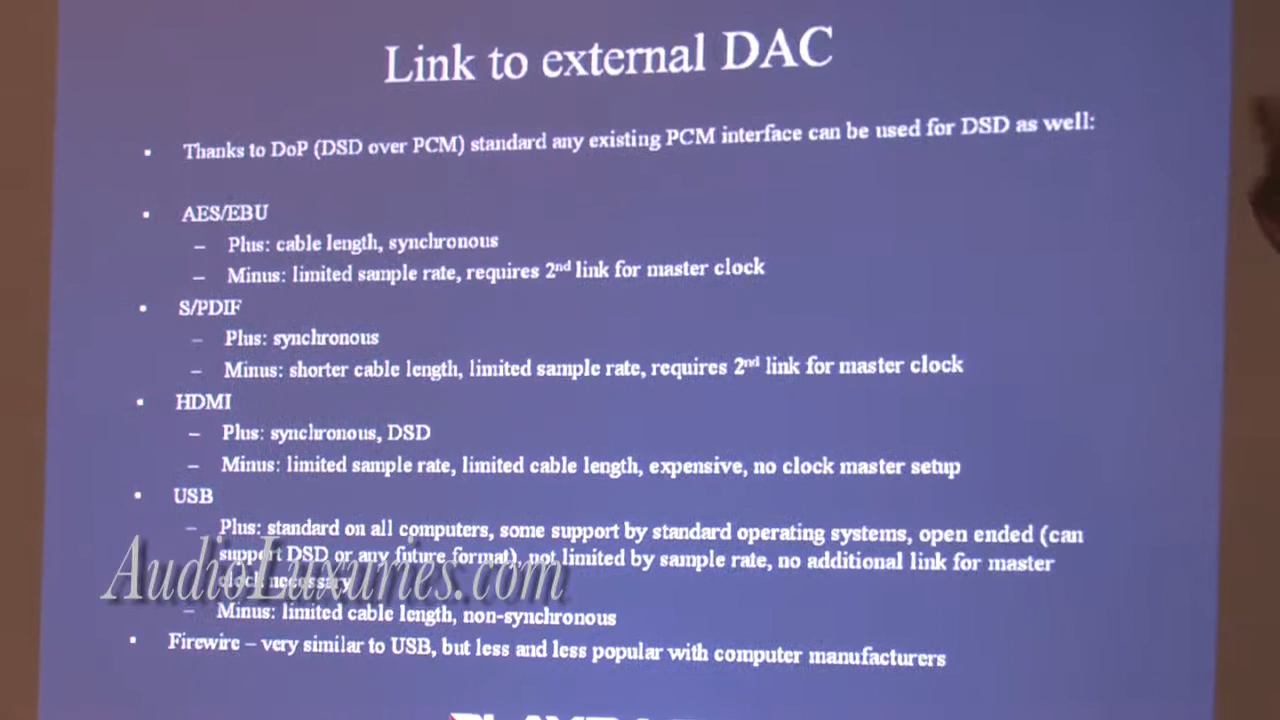 Link to external DAC
▪ Thanks to DoP (DSD over PCM) standard any existing PCM interface can be used for DSD as well:
▪ AES/EBU
– Plus: cable length, synchronous
– Minus: limited sample rate, requires 2nd link for master clock
▪ S/PDIF
– Plus: synchronous
– Minus: shorter cable length, limited sample rate, requires 2nd link for master clock
▪ HDMI
– Plus: synchronous, DSD
– Minus: limited sample rate, limited cable length, expensive, no clock master setup
▪ USB
– Plus: standard on all computers, some support by standard operating systems, open ended (can
support DSD or any future format), not limited by sample rate, no additional link for master
clock necessary
AudioLuxuries.com
– Minus: limited cable length, non-synchronous
▪ Firewire – very similar to USB, but less and less popular with computer manufacturers